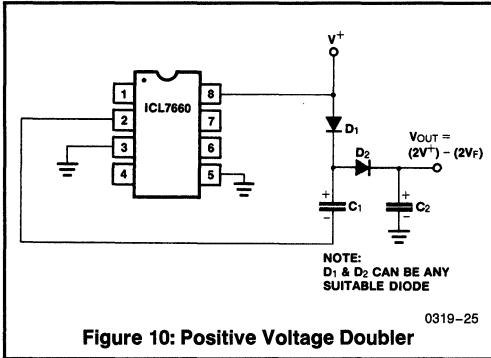 V+
ICL7660
1
2
3
4
8
7
6
5
D1
D2
VOUT =
(2V+) – (2VF)
+
C1
–
+
C2
–
NOTE:
D1 & D2 CAN BE ANY
SUITABLE DIODE
0319–25
Figure 10: Positive Voltage Doubler